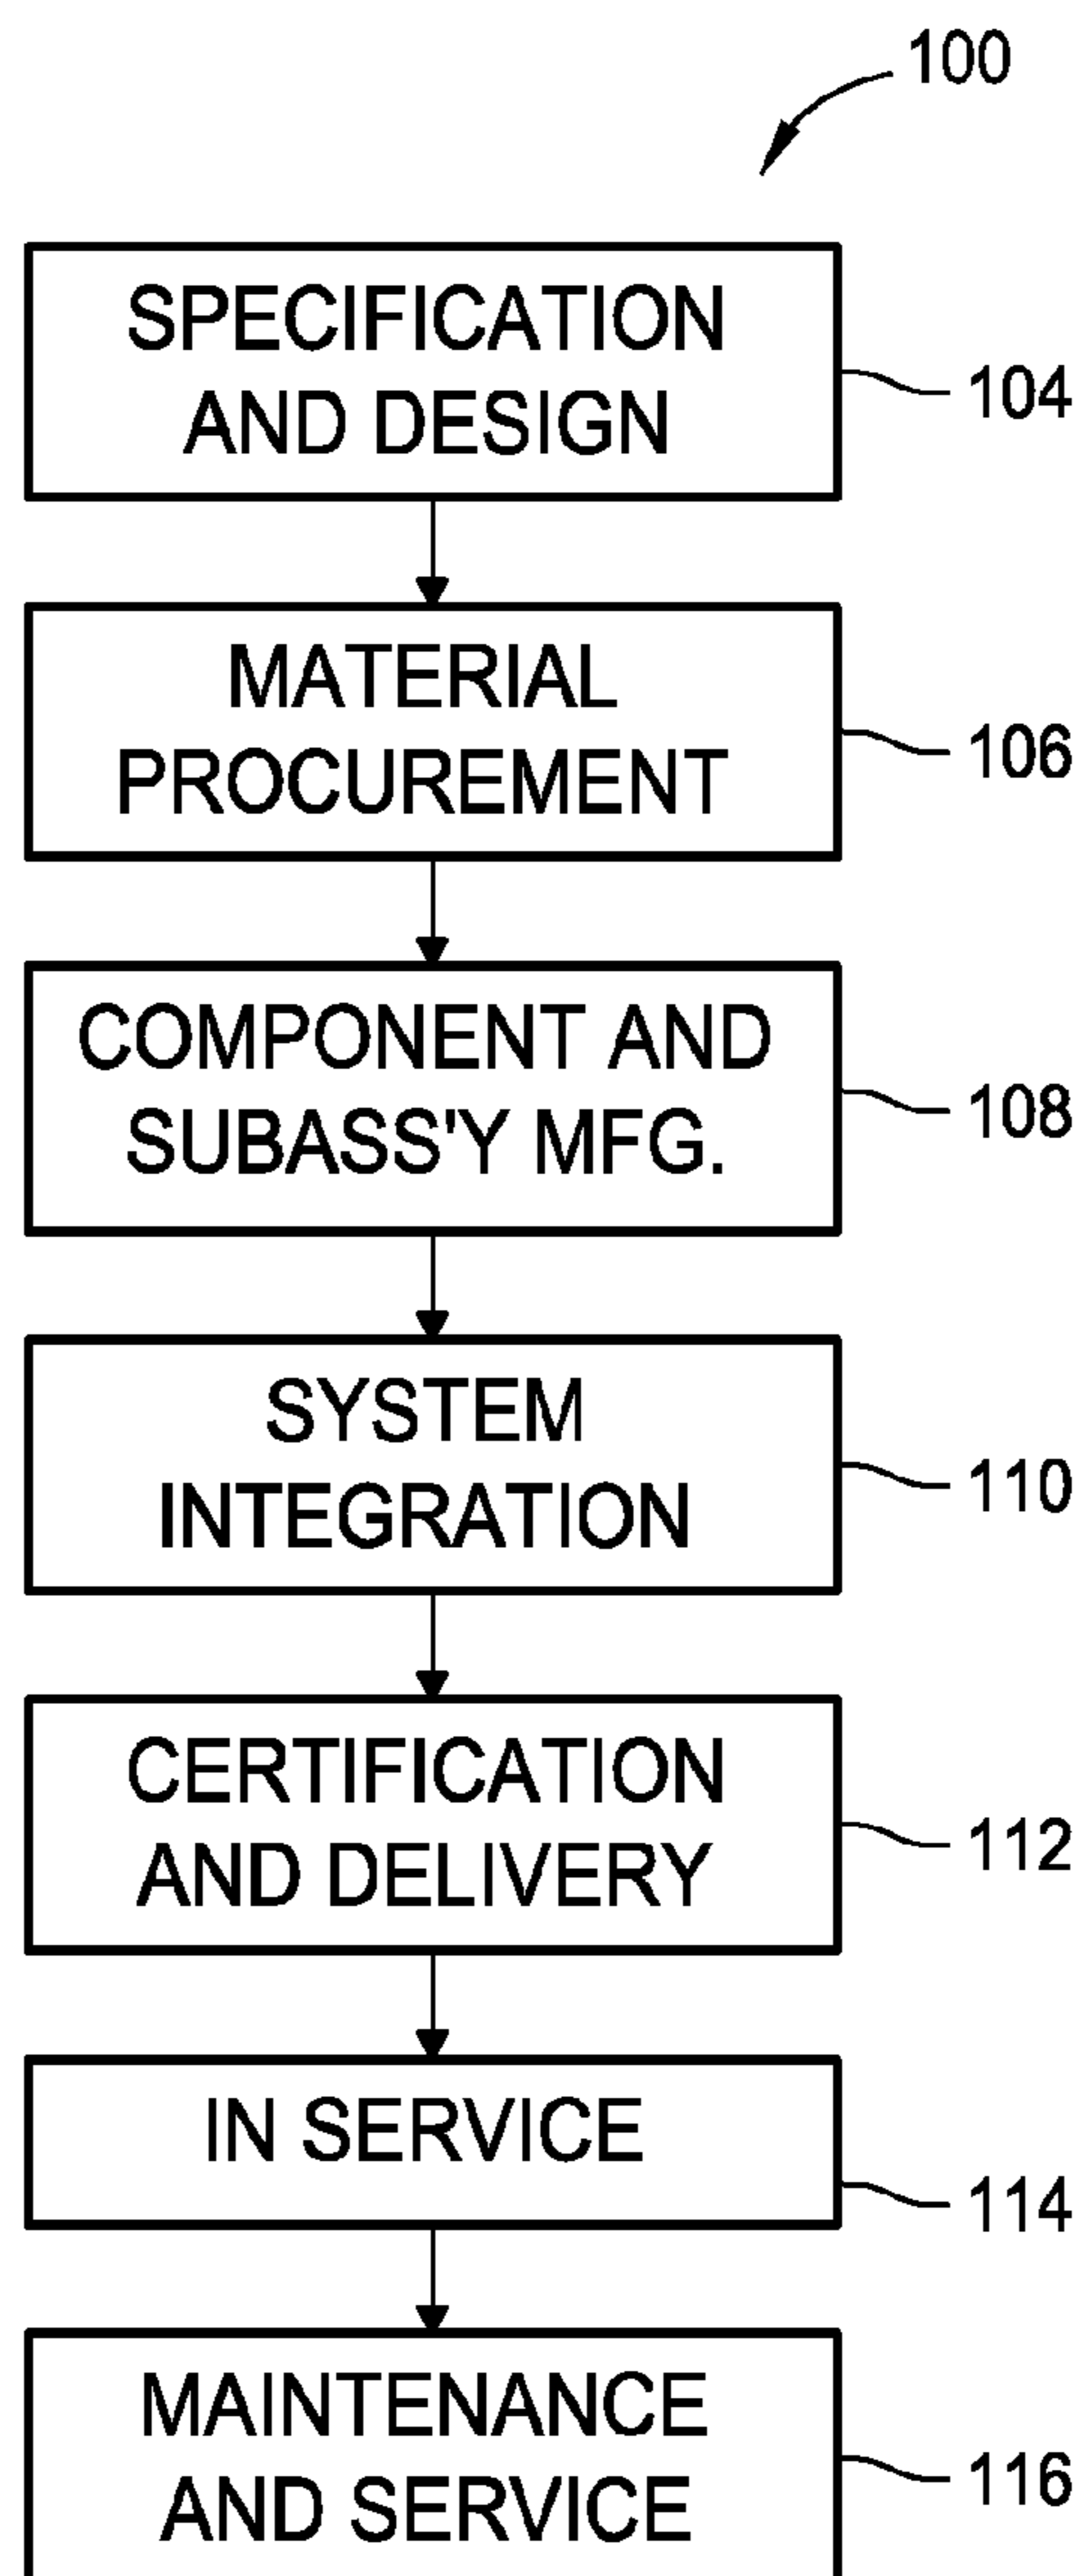 100
SPECIFICATION
AND DESIGN
104
MATERIAL
PROCUREMENT
106
COMPONENT AND
SUBASS'Y MFG.
108
SYSTEM
INTEGRATION
110
CERTIFICATION
AND DELIVERY
112
IN SERVICE
114
MAINTENANCE
AND SERVICE
116